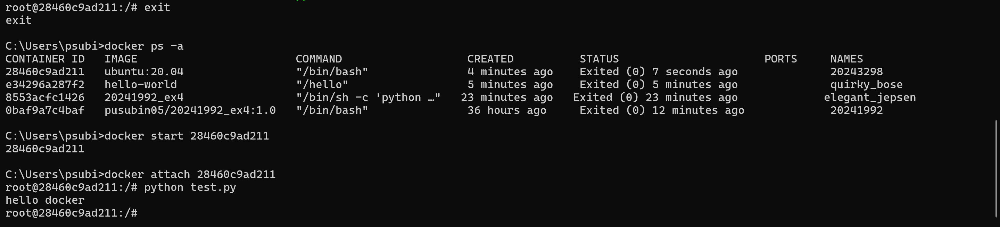 root@28460c9ad211:/# exit
exit
C:\Users\psubi>docker ps -a
CONTAINER ID   IMAGE                        COMMAND                   CREATED          STATUS                      PORTS     NAMES
28460c9ad211   ubuntu:20.04                 "/bin/bash"               4 minutes ago    Exited (0) 7 seconds ago              20243298
e34296a287f2   hello-world                  "/hello"                  5 minutes ago    Exited (0) 5 minutes ago              quirky_bose
8553acfc1426   20241992_ex4                 "/bin/sh -c 'python …"   23 minutes ago   Exited (0) 23 minutes ago             elegant_jepsen
0baf9a7c4baf   pusubin05/20241992_ex4:1.0   "/bin/bash"               36 hours ago     Exited (0) 12 minutes ago             20241992
C:\Users\psubi>docker start 28460c9ad211
28460c9ad211
C:\Users\psubi>docker attach 28460c9ad211
root@28460c9ad211:/# python test.py
hello docker
root@28460c9ad211:/#